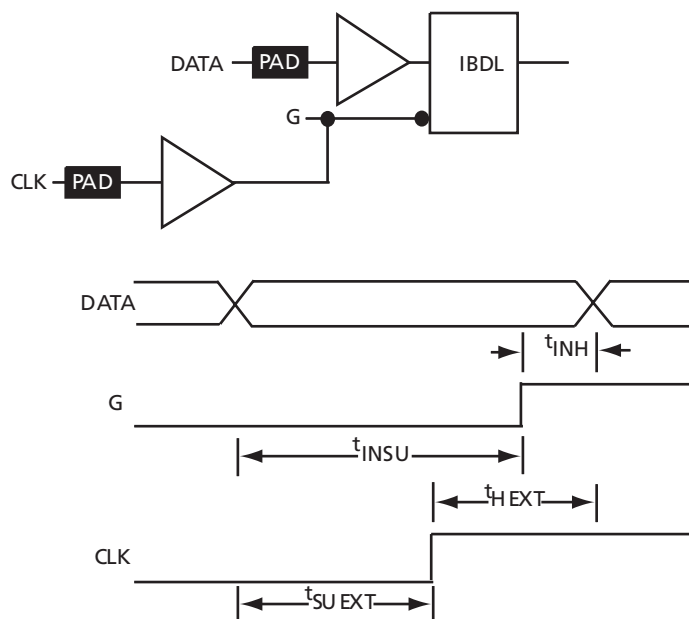 DATA PAD IBDL
G
CLK PAD
DATA
tINH
G
tINSU
tHEXT
CLK
tSUEXT